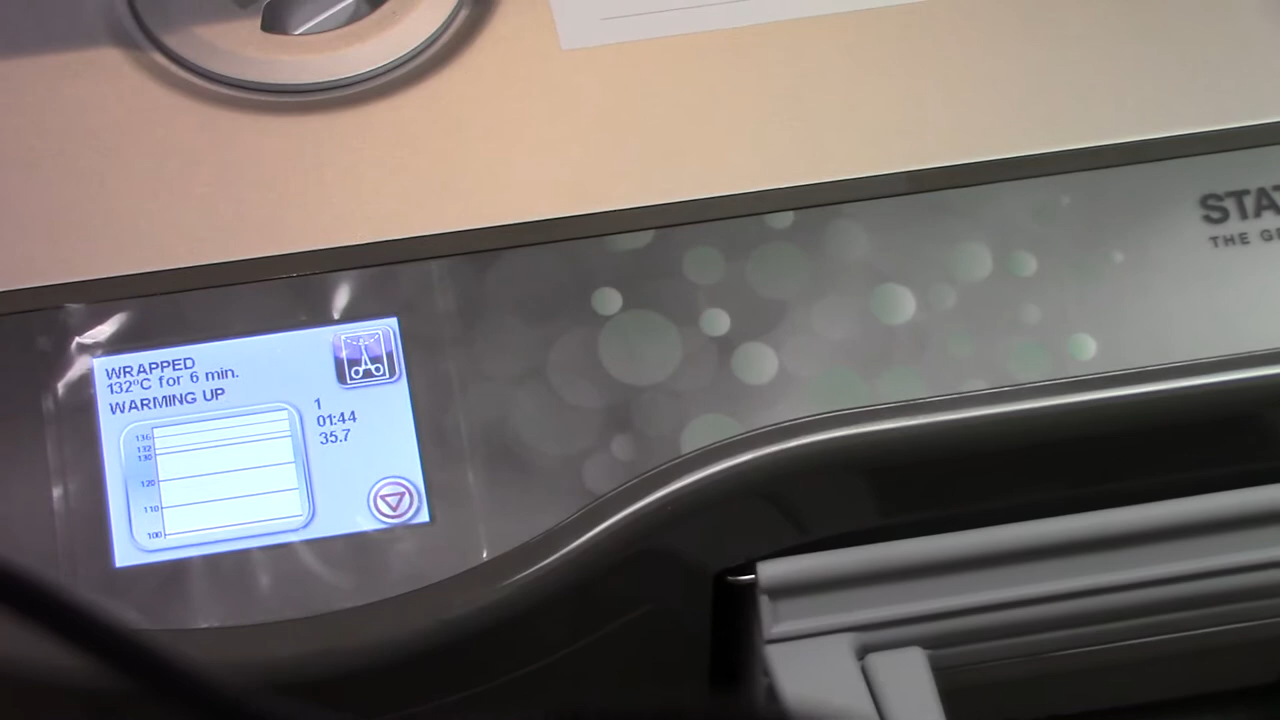 WRAPPED
132°C for 6 min.
WARMING UP
1
01:44
35.7
136
132
130
120
110
100
STAT
THE G